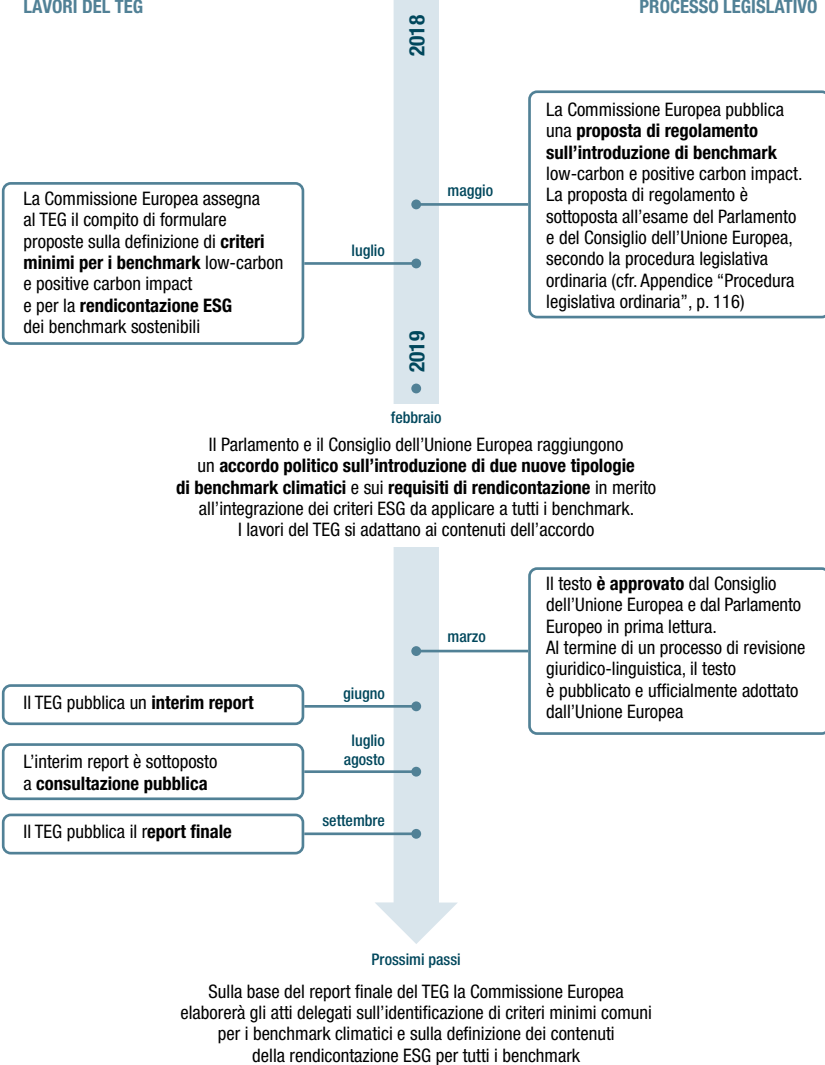 LAVORI DEL TEG
PROCESSO LEGISLATIVO
2018
maggio
La Commissione Europea pubblica
una proposta di regolamento
sull'introduzione di benchmark
low-carbon e positive carbon impact.
La proposta di regolamento è
sottoposta all'esame del Parlamento
e del Consiglio dell'Unione Europea,
secondo la procedura legislativa
ordinaria (cfr. Appendice "Procedura
legislativa ordinaria", p. 116)
luglio
La Commissione Europea assegna
al TEG il compito di formulare
proposte sulla definizione di criteri
minimi per i benchmark low-carbon
e positive carbon impact
e per la rendicontazione ESG
dei benchmark sostenibili
2019
febbraio
Il Parlamento e il Consiglio dell'Unione Europea raggiungono
un accordo politico sull'introduzione di due nuove tipologie
di benchmark climatici e sui requisiti di rendicontazione in merito
all'integrazione dei criteri ESG da applicare a tutti i benchmark.
I lavori del TEG si adattano ai contenuti dell'accordo
marzo
Il testo è approvato dal Consiglio
dell'Unione Europea e dal Parlamento
Europeo in prima lettura.
Al termine di un processo di revisione
giuridico-linguistica, il testo
è pubblicato e ufficialmente adottato
dall'Unione Europea
giugno
Il TEG pubblica un interim report
luglio
agosto
L'interim report è sottoposto
a consultazione pubblica
settembre
Il TEG pubblica il report finale
Prossimi passi
Sulla base del report finale del TEG la Commissione Europea
elaborerà gli atti delegati sull'identificazione di criteri minimi comuni
per i benchmark climatici e sulla definizione dei contenuti
della rendicontazione ESG per tutti i benchmark